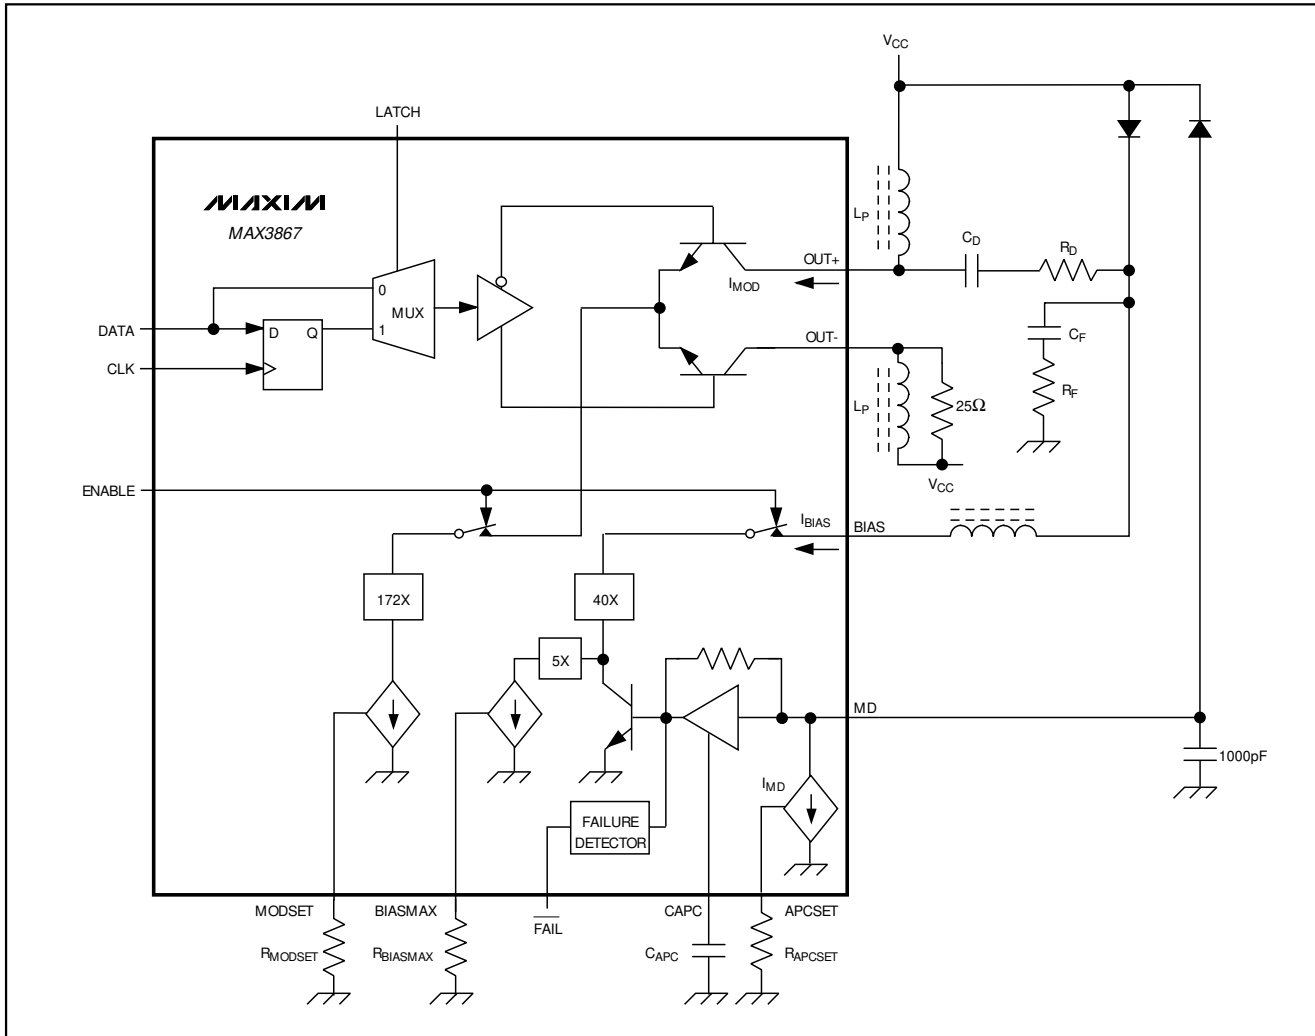 VCC
LATCH
MAXIM
MAX3867
LP
CD
RD
OUT+
IMOD
0
MUX
1
DATA
D
Q
CLK
OUT-
CF
RF
LP
25Ω
VCC
ENABLE
IBIAS
BIAS
172X
40X
5X
MD
1000pF
IMD
FAILURE
DETECTOR
MODSET
BIASMAX
FAIL
CAPC
APCSET
RMODSET
RBIASMAX
CAPC
RAPCSET